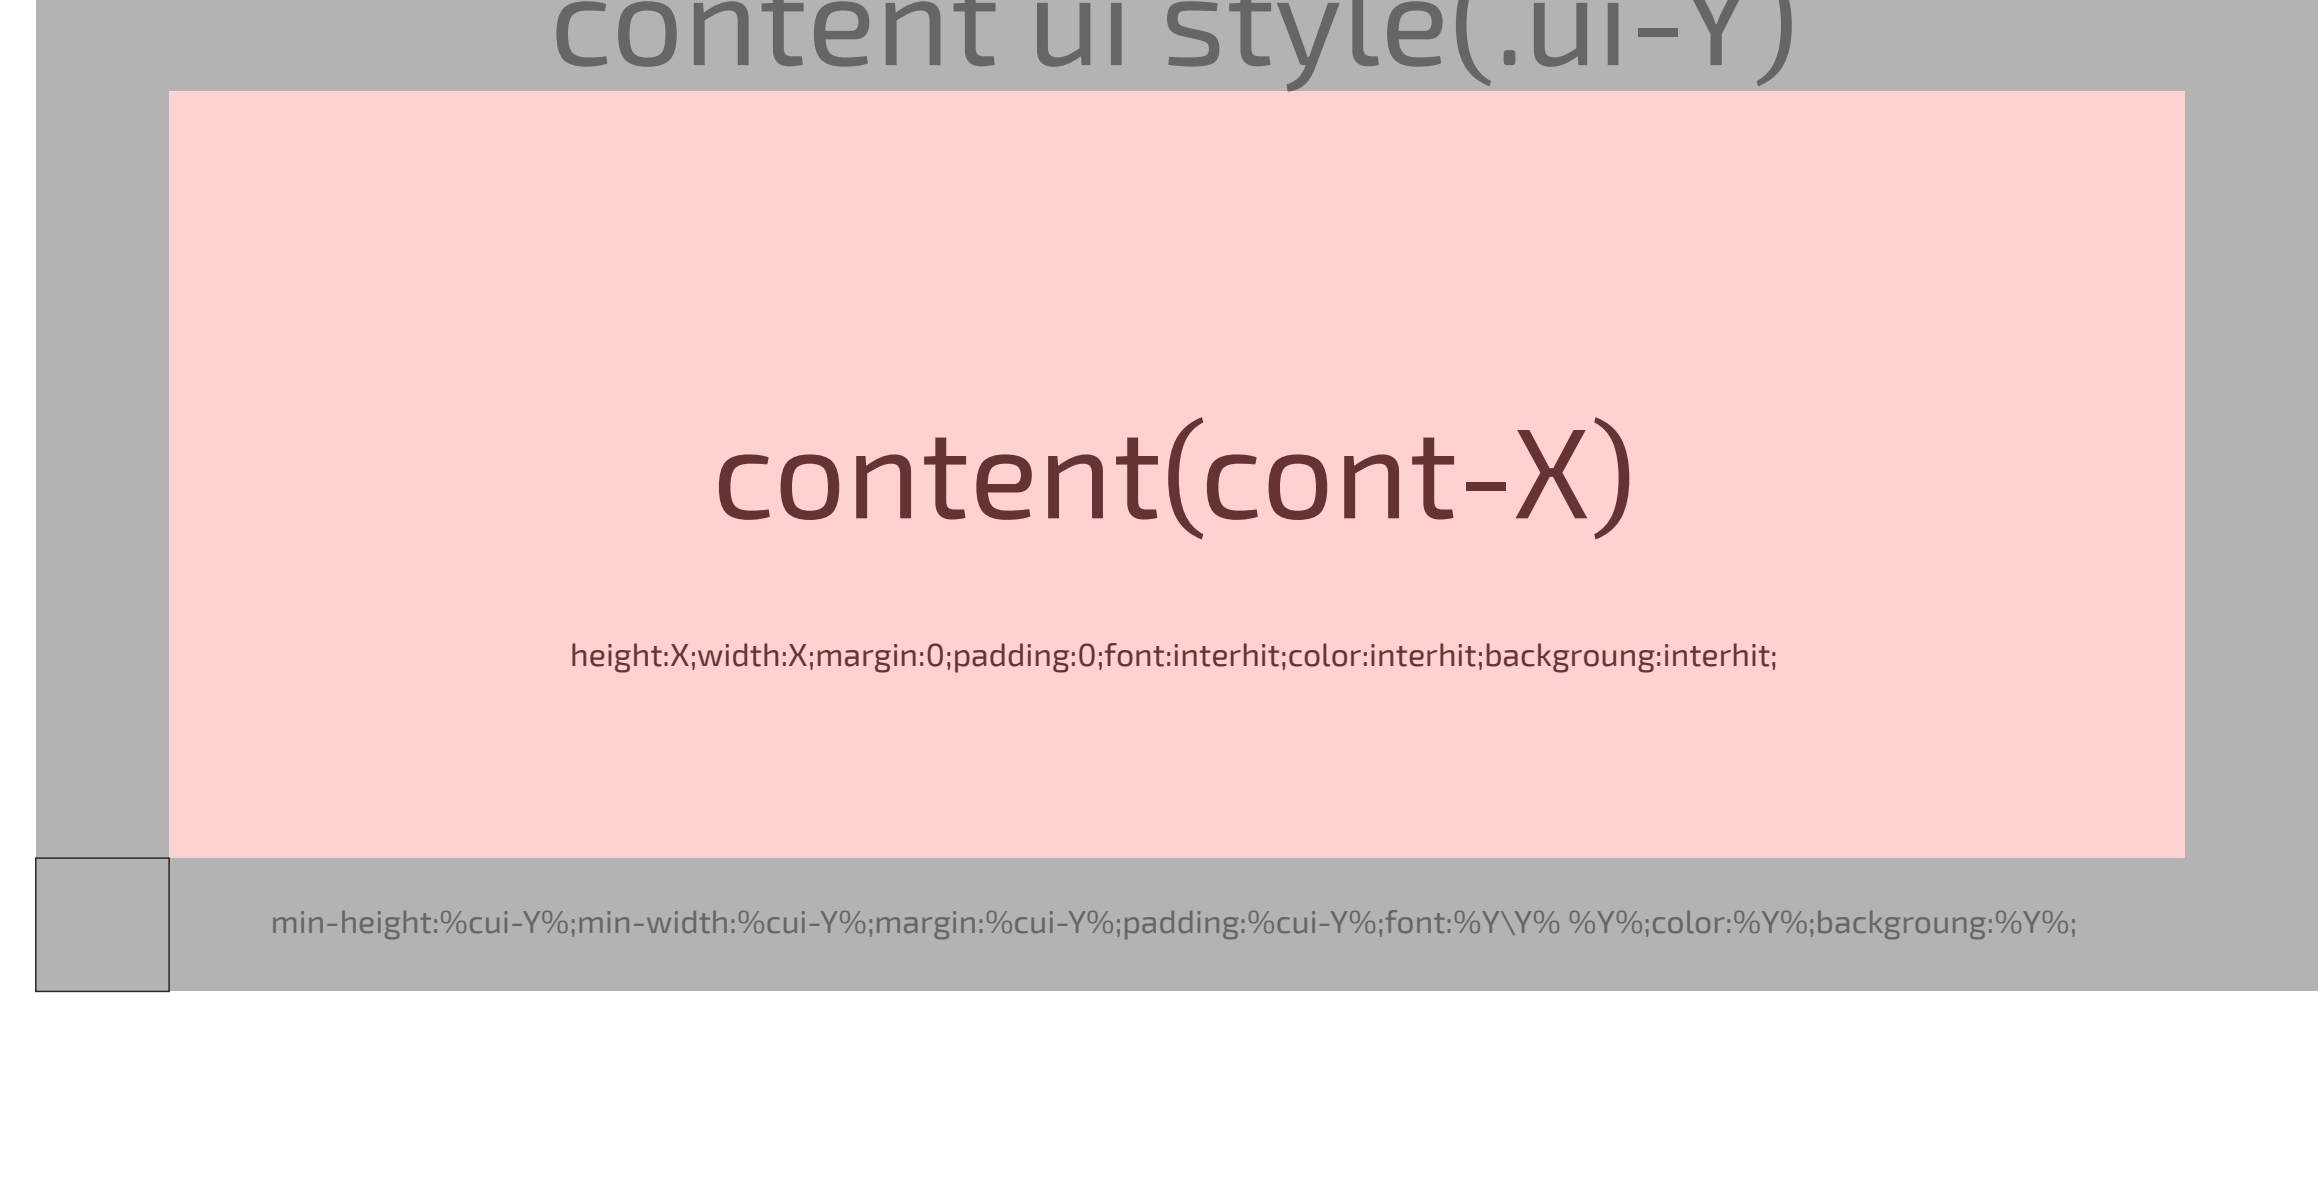 content ui style(.ui-Y)
content(cont-X)
height:X;width:X;margin:0;padding:0;font:interhit;color:interhit;backgroung:interhit;
min-height:%cui-Y%;min-width:%cui-Y%;margin:%cui-Y%;padding:%cui-Y%;font:%Y\Y% %Y%;color:%Y%;backgroung:%Y%;